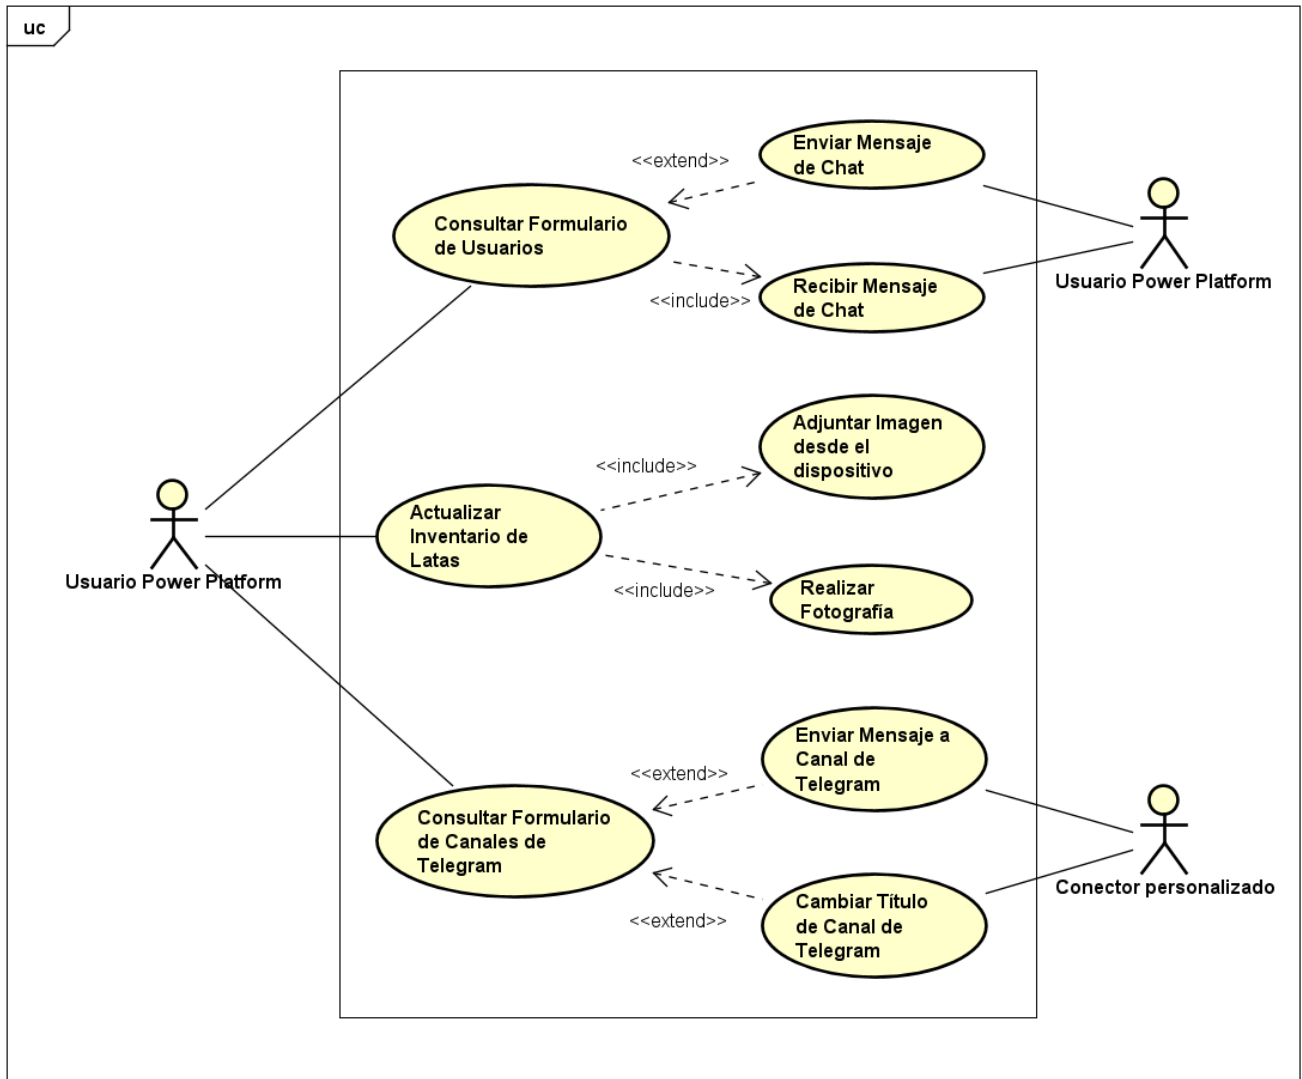 uc
Enviar Mensaje
de Chat
<<extend>>
Consultar Formulario
de Usuarios
<<include>>
Recibir Mensaje
de Chat
Usuario Power Platform
Adjuntar Imagen
desde el
dispositivo
<<include>>
Actualizar
Inventario de
Latas
Usuario Power Platform
<<include>>
Realizar
Fotografía
Enviar Mensaje a
Canal de
Telegram
<<extend>>
Consultar Formulario
de Canales de
Telegram
<<extend>>
Cambiar Título
de Canal de
Telegram
Conector personalizado